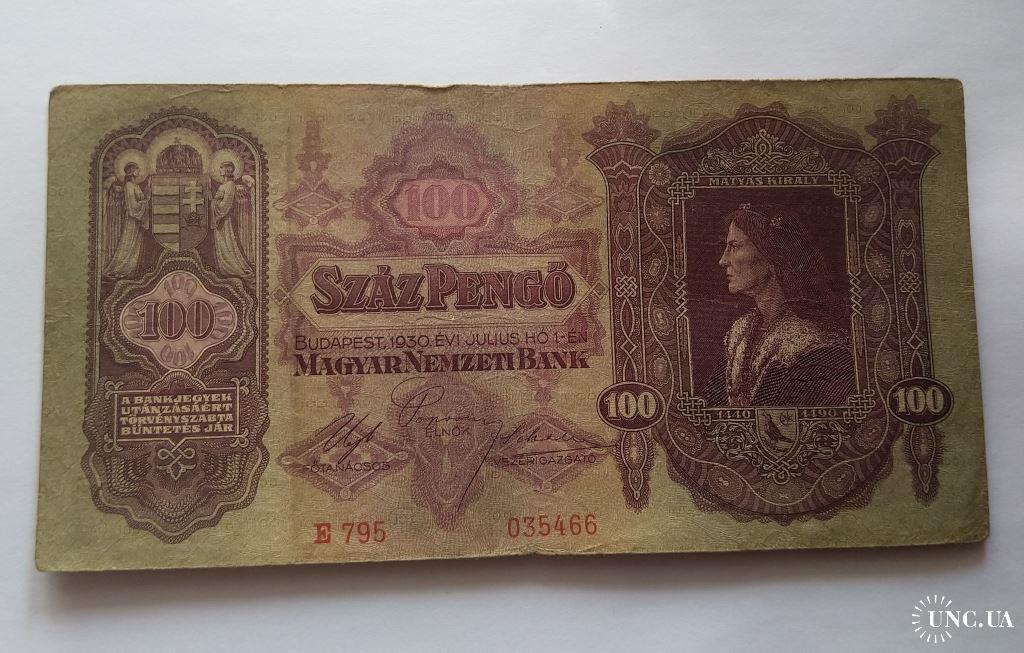 100
SZÁZ PENGŐ
BUDAPEST, 1930. ÉVI JULIUS HÓ 1-ÉN
MAGYAR NEMZETI BANK
100
A BANKJEGYEK
UTÁNZÁSÁÉRT
TÖRVÉNYSZABTA
BÜNTETÉS JÁR
ELNÖK
FŐTANÁCSOS
VEZÉRIGAZGATÓ
E 795
035466
MÁTYÁS KIRÁLY
100
100
1440
1490
UNC.UA